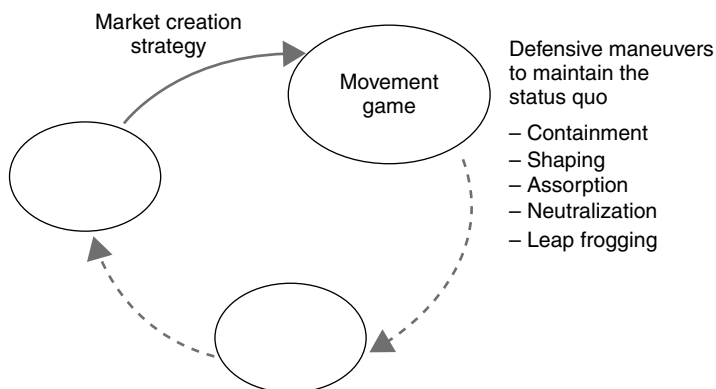 Market creation
strategy
Movement
game
Defensive maneuvers
to maintain the
status quo
– Containment
– Shaping
– Assorption
– Neutralization
– Leap frogging